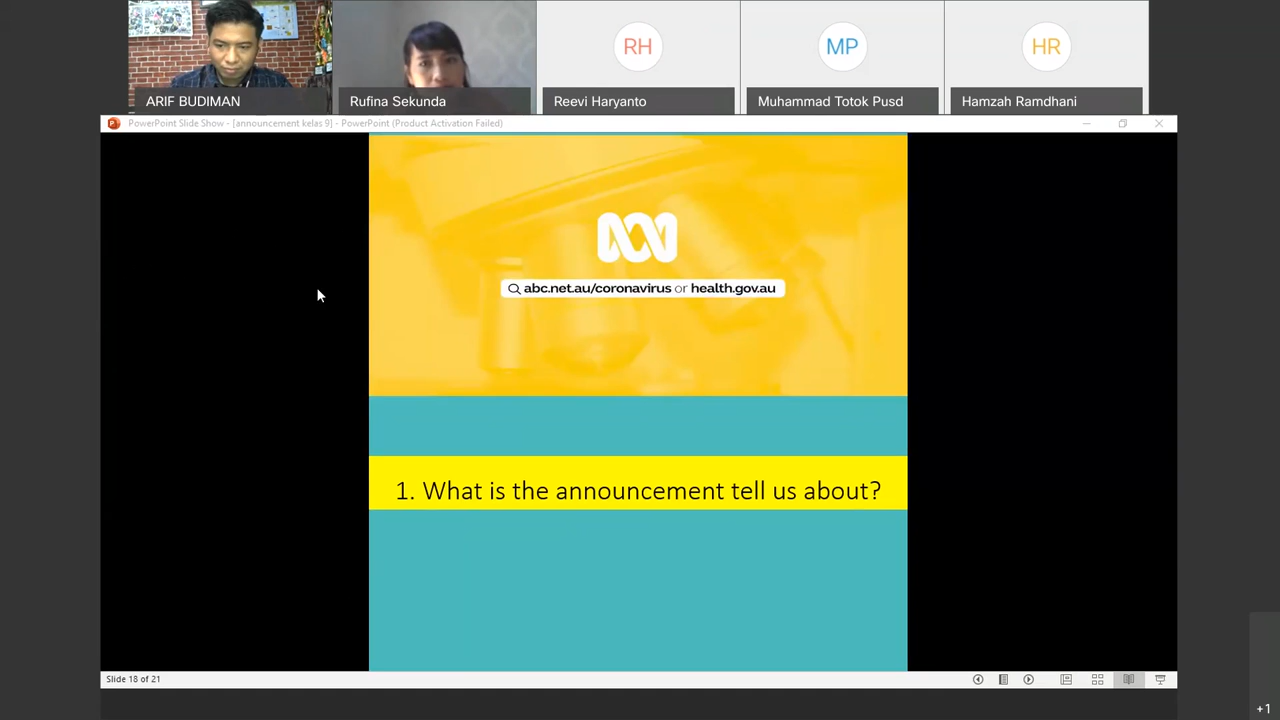 RH
MP
HR
ARIF BUDIMAN
Rufina Sekunda
Reevi Haryanto
Muhammad Totok Pusd
Hamzah Ramdhani
PowerPoint Slide Show - [announcement kelas 9] - PowerPoint (Product Activation Failed)
abc.net.au/coronavirus or health.gov.au
1. What is the announcement tell us about?
Slide 18 of 21
+1